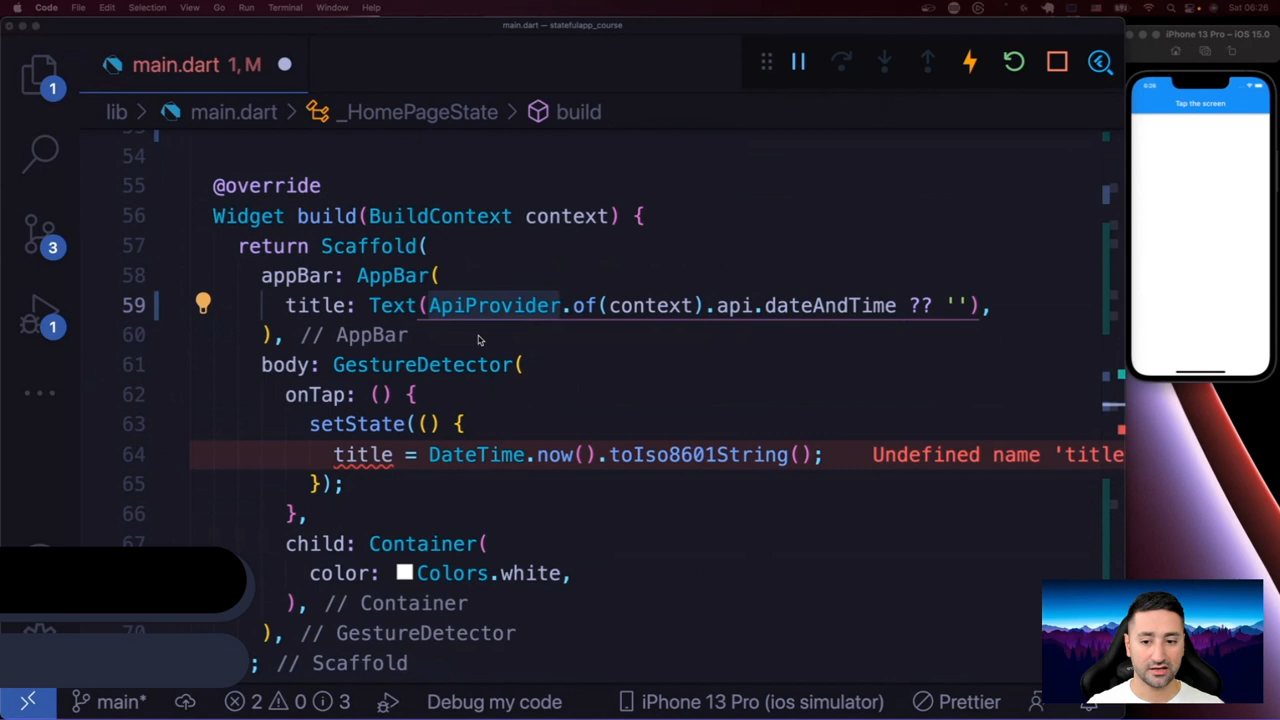 Code File Edit Selection View Go Run Terminal Window Help Sat 06:26
main.dart — statefulapp_course
iPhone 13 Pro – iOS 15.0
main.dart 1, M
1
lib > main.dart > _HomePageState > build
54
55 @override
56 Widget build(BuildContext context) {
57 return Scaffold(
58 appBar: AppBar(
59 title: Text(ApiProvider.of(context).api.dateAndTime ?? ''),
60 ), // AppBar
61 body: GestureDetector(
62 onTap: () {
63 setState(() {
64 title = DateTime.now().toIso8601String(); Undefined name 'title
65 });
66 },
67 child: Container(
color: Colors.white,
), // Container
70 ), // GestureDetector
; // Scaffold
3
1
Tap the screen
main* 2 0 3 Debug my code iPhone 13 Pro (ios simulator) Prettier